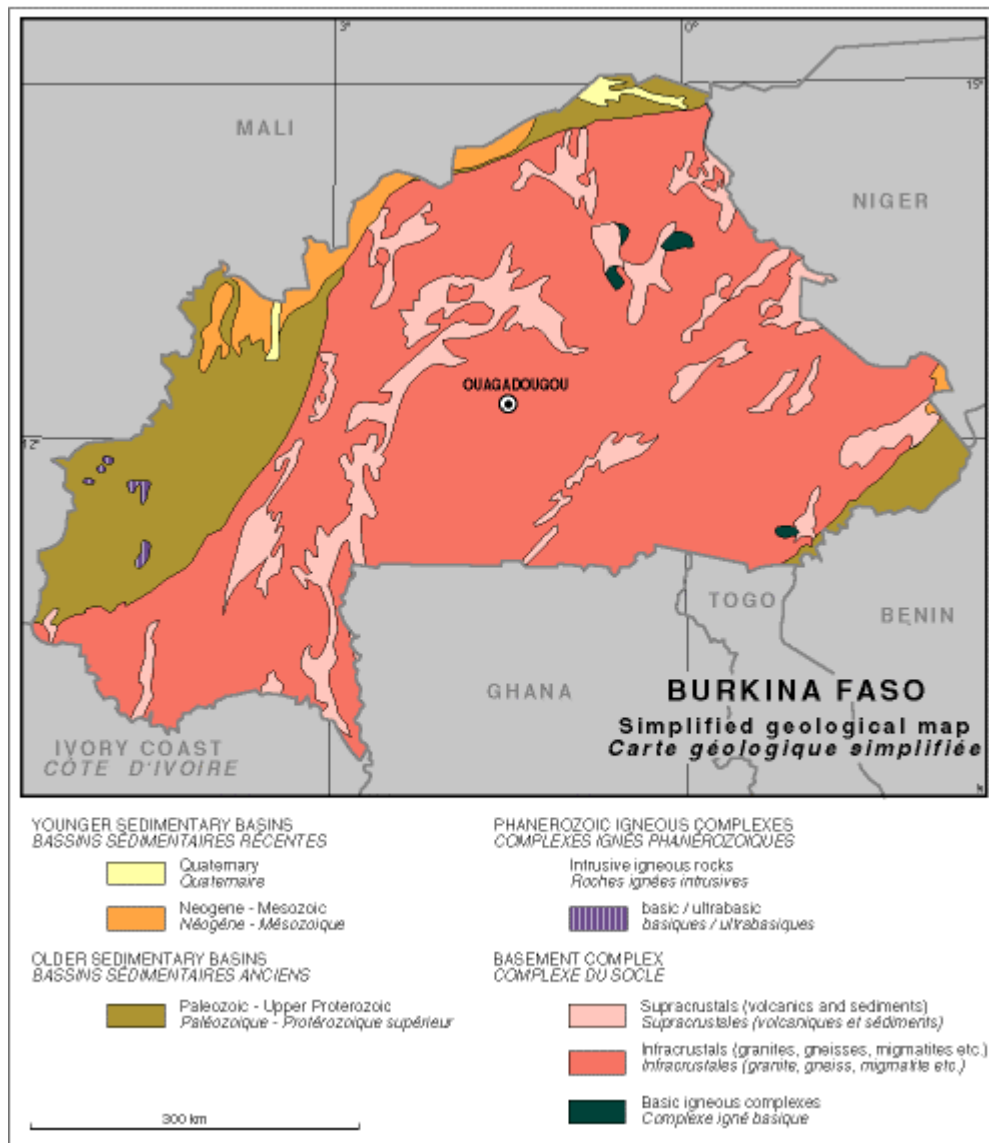 3°
0°
15°
MALI
NIGER
OUAGADOUGOU
12°
TOGO
BENIN
GHANA
BURKINA FASO
Simplified geological map
Carte géologique simplifiée
IVORY COAST
CÔTE D'IVOIRE
YOUNGER SEDIMENTARY BASINS
BASSINS SÉDIMENTAIRES RÉCENTES
Quaternary
Quaternaire
Neogene - Mesozoic
Néogène - Mésozoique
OLDER SEDIMENTARY BASINS
BASSINS SÉDIMENTAIRES ANCIENS
Paleozoic - Upper Proterozoic
Paléozoique - Protérozoique supérieur
300 km
PHANEROZOIC IGNEOUS COMPLEXES
COMPLEXES IGNÉS PHANÉROZOIQUES
Intrusive igneous rocks
Roches ignées intrusives
basic / ultrabasic
basiques / ultrabasiques
BASEMENT COMPLEX
COMPLEXE DU SOCLE
Supracrustals (volcanics and sediments)
Supracrustales (volcaniques et sédiments)
Infracrustals (granites, gneisses, migmatites etc.)
Infracrustales (granite, gneiss, migmatite etc.)
Basic igneous complexes
Complexe igné basique